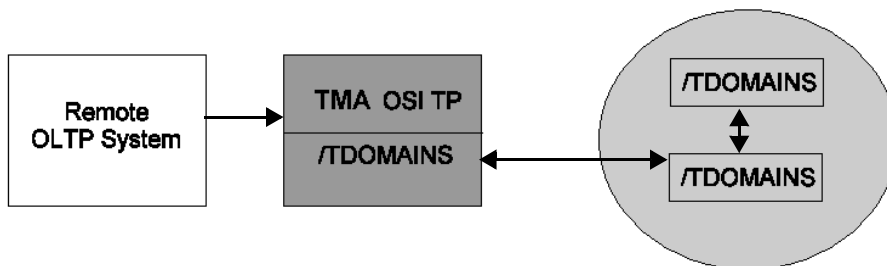 Remote
OLTP System
TMA OSI TP
/TDOMAINS
/TDOMAINS
/TDOMAINS